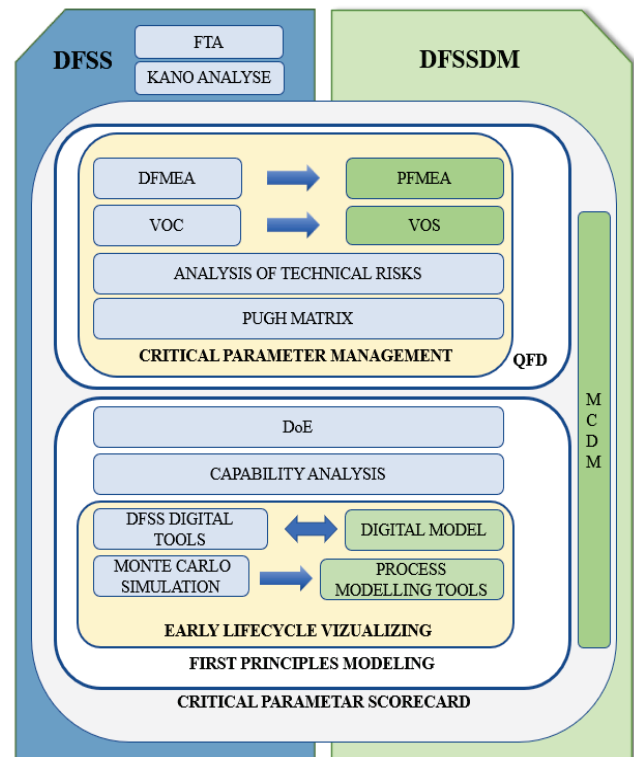 DFSS
FTA
KANO ANALYSE
DFSSDM
DFMEA
PFMEA
VOC
VOS
ANALYSIS OF TECHNICAL RISKS
PUGH MATRIX
CRITICAL PARAMETER MANAGEMENT
QFD
M
C
D
M
DoE
CAPABILITY ANALYSIS
DFSS DIGITAL
TOOLS
DIGITAL MODEL
MONTE CARLO
SIMULATION
PROCESS
MODELLING TOOLS
EARLY LIFECYCLE VIZUALIZING
FIRST PRINCIPLES MODELING
CRITICAL PARAMETAR SCORECARD